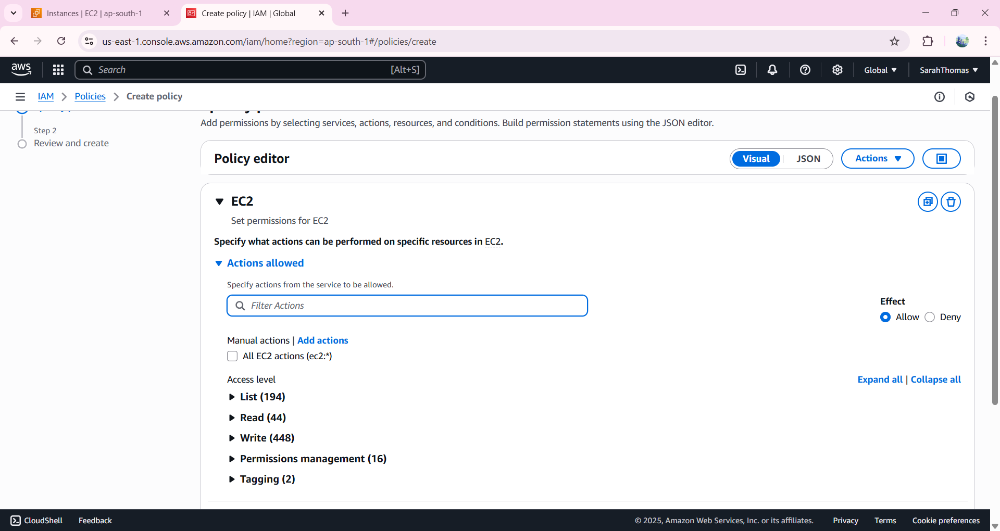 Instances | EC2 | ap-south-1
Create policy | IAM | Global
us-east-1.console.aws.amazon.com/iam/home?region=ap-south-1#/policies/create
aws
Search
[Alt+S]
Global
SarahThomas
IAM
Policies
Create policy
Step 2
Review and create
Add permissions by selecting services, actions, resources, and conditions. Build permission statements using the JSON editor.
Policy editor
Visual
JSON
Actions
EC2
Set permissions for EC2
Specify what actions can be performed on specific resources in EC2.
Actions allowed
Specify actions from the service to be allowed.
Filter Actions
Effect
Allow
Deny
Manual actions | Add actions
All EC2 actions (ec2:*)
Access level
Expand all | Collapse all
List (194)
Read (44)
Write (448)
Permissions management (16)
Tagging (2)
CloudShell
Feedback
© 2025, Amazon Web Services, Inc. or its affiliates.
Privacy
Terms
Cookie preferences